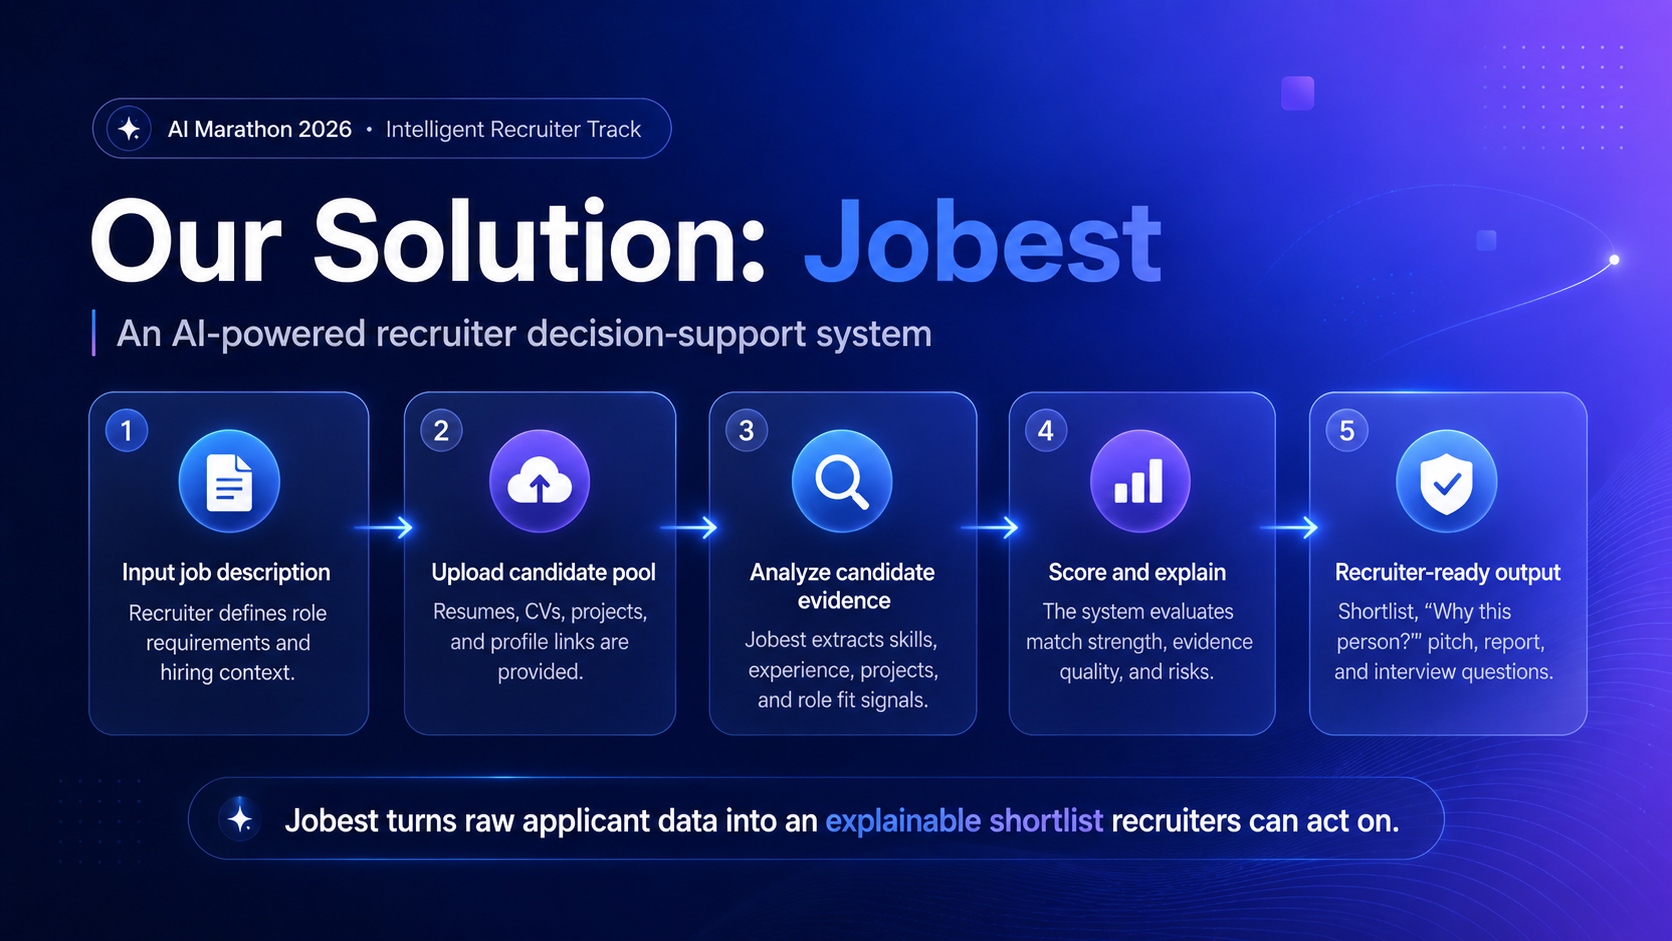 AI Marathon 2026 • Intelligent Recruiter Track
Our Solution: Jobest
An AI-powered recruiter decision-support system
1
Input job description
Recruiter defines role
requirements and
hiring context.
2
Upload candidate pool
Resumes, CVs, projects,
and profile links are
provided.
3
Analyze candidate
evidence
Jobest extracts skills,
experience, projects,
and role fit signals.
4
Score and explain
The system evaluates
match strength, evidence
quality, and risks.
5
Recruiter-ready output
Shortlist, “Why this
person?”' pitch, report,
and interview questions.
Jobest turns raw applicant data into an explainable shortlist recruiters can act on.